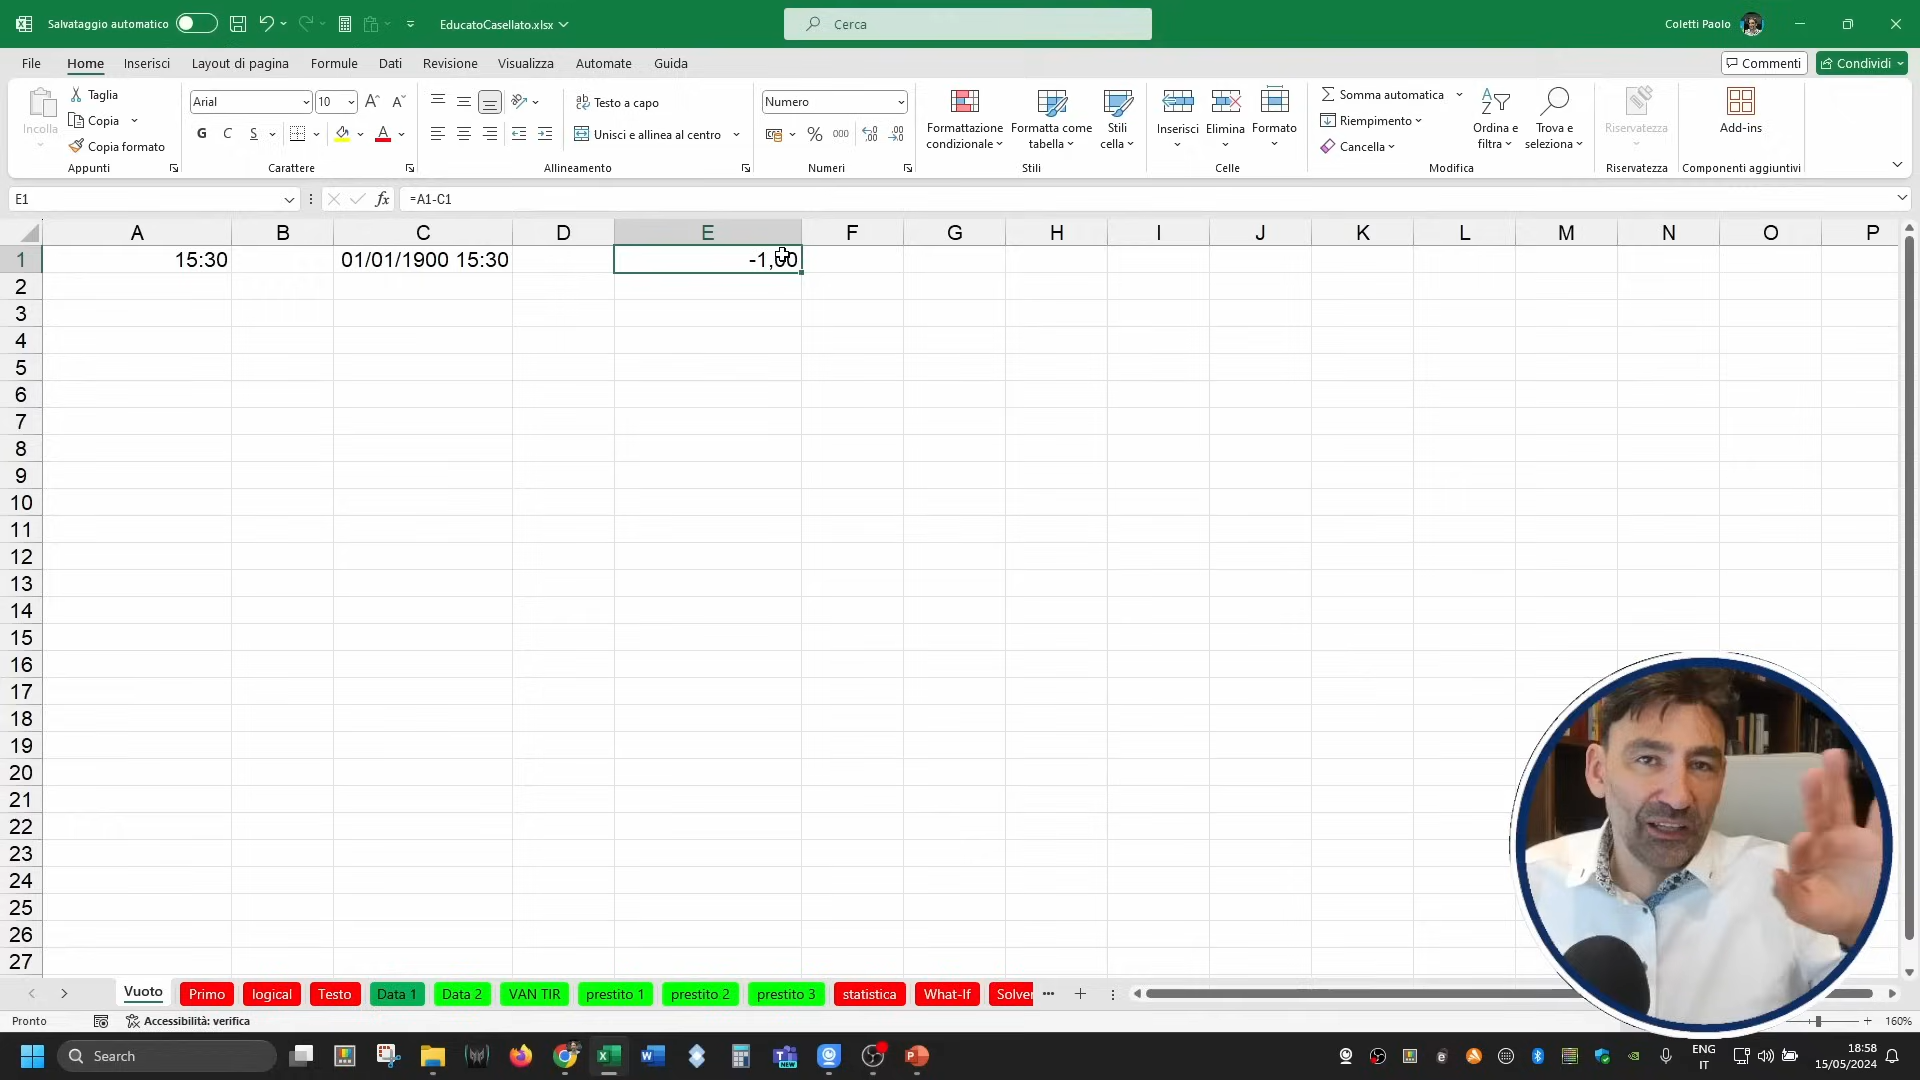 Salvataggio automatico
EducatoCasellato.xlsx
Cerca
Coletti Paolo
File
Home
Inserisci
Layout di pagina
Formule
Dati
Revisione
Visualizza
Automate
Guida
Commenti
Condividi
Incolla
Taglia
Copia
Copia formato
Appunti
Arial
10
G
C
S
Carattere
Testo a capo
Unisci e allinea al centro
Allineamento
Numero
%
000
Numeri
Formattazione condizionale
Formatta come tabella
Stili cella
Stili
Inserisci
Elimina
Formato
Celle
Somma automatica
Riempimento
Cancella
Ordina e filtra
Trova e seleziona
Modifica
Riservatezza
Riservatezza
Add-ins
Componenti aggiuntivi
E1
fx
=A1-C1
A B C D E F G H I J K L M N O P
1 15:30 01/01/1900 15:30 -1,00
2
3
4
5
6
7
8
9
10
11
12
13
14
15
16
17
18
19
20
21
22
23
24
25
26
27
Vuoto
Primo
logical
Testo
Data 1
Data 2
VAN TIR
prestito 1
prestito 2
prestito 3
statistica
What-If
Solver
Pronto
Accessibilità: verifica
160%
Search
ENG
IT
18:58
15/05/2024